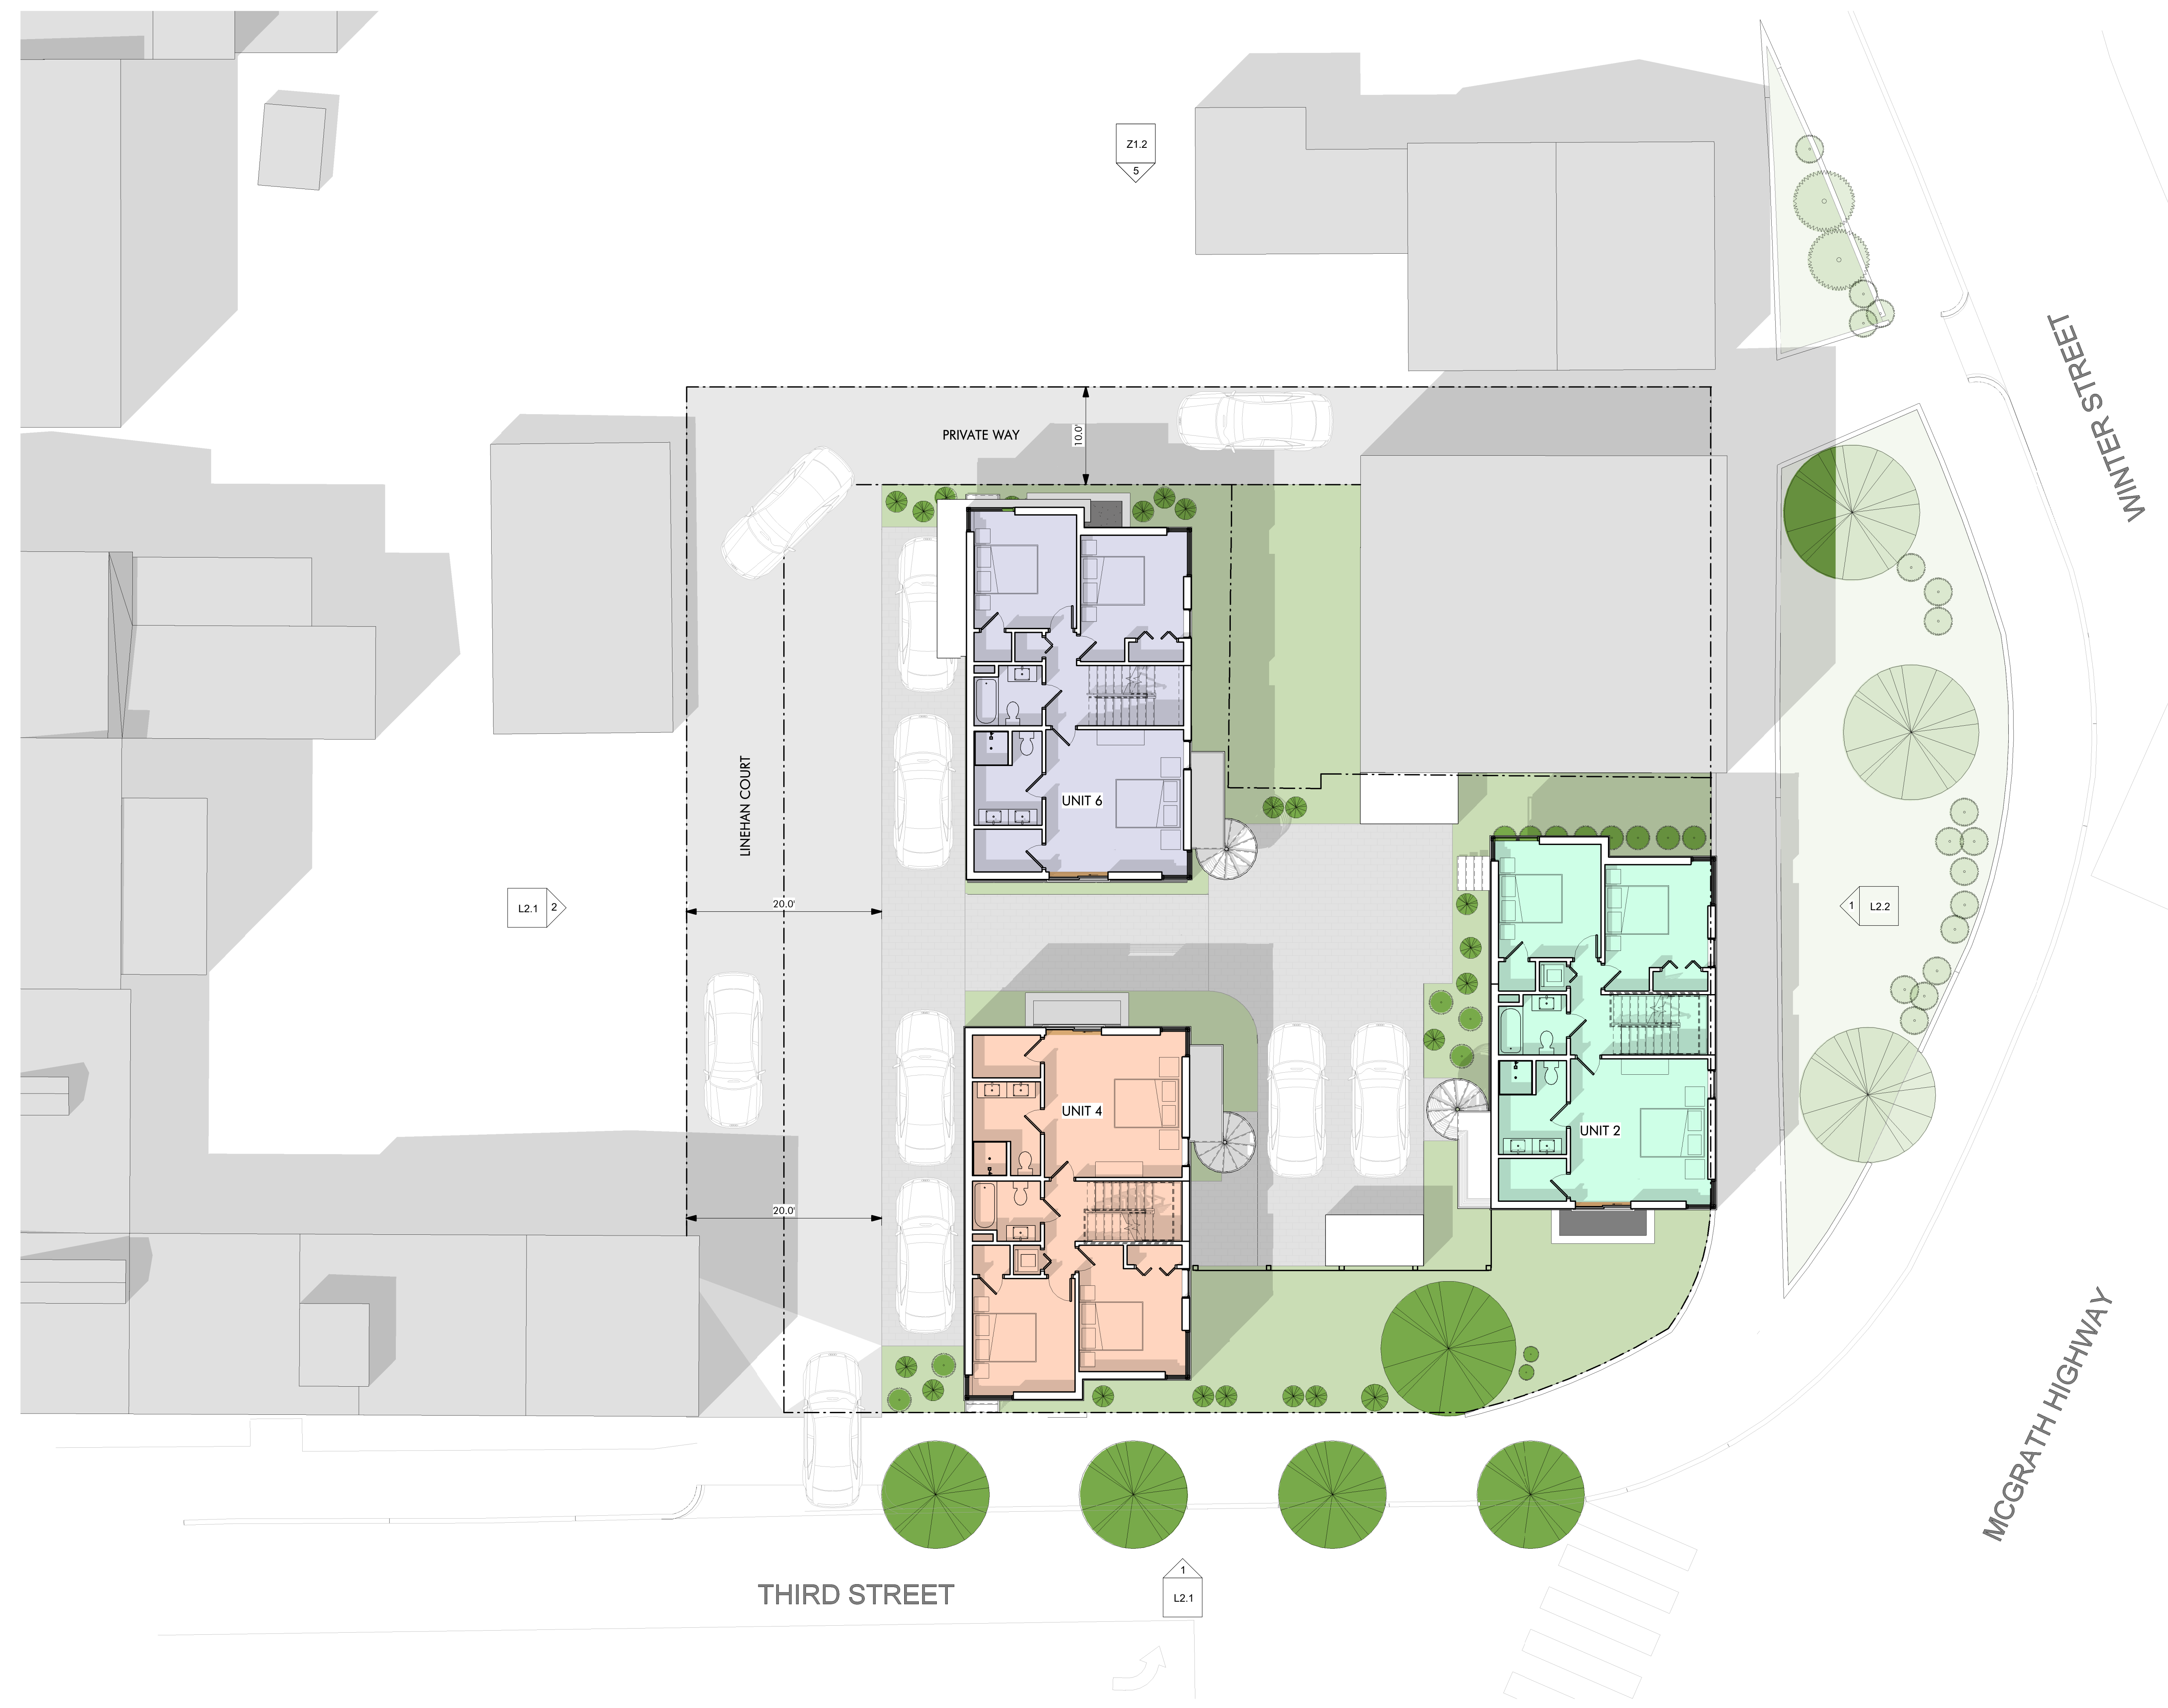 Z1.2
5
WINTER STREET
PRIVATE WAY
10.0'
LINEHAN COURT
UNIT 6
20.0'
L2.1
2
1
L2.2
UNIT 4
UNIT 2
20.0'
MCGRATH HIGHWAY
THIRD STREET
1
L2.1